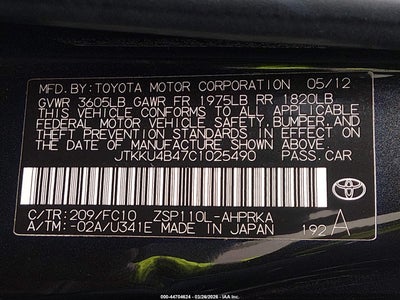 MFD.BY:TOYOTA MOTOR CORPORATION 05/12
GVWR 3605LB GAWR FR 1975LB RR 1820LB
THIS VEHICLE CONFORMS TO ALL APPLICABLE
FEDERAL MOTOR VEHICLE SAFETY, BUMPER, AND
THEFT PREVENTION STANDARDS IN EFFECT ON
THE DATE OF MANUFACTURE SHOWN ABOVE.
JTKKU4B47C1025490 PASS.CAR
TOYOTA
C/TR:209/FC10 ZSP110L-AHPRKA
A/TM:-02A/U341E MADE IN JAPAN 192 A
000-44704624 - 01/26/2026 - IAA Inc.